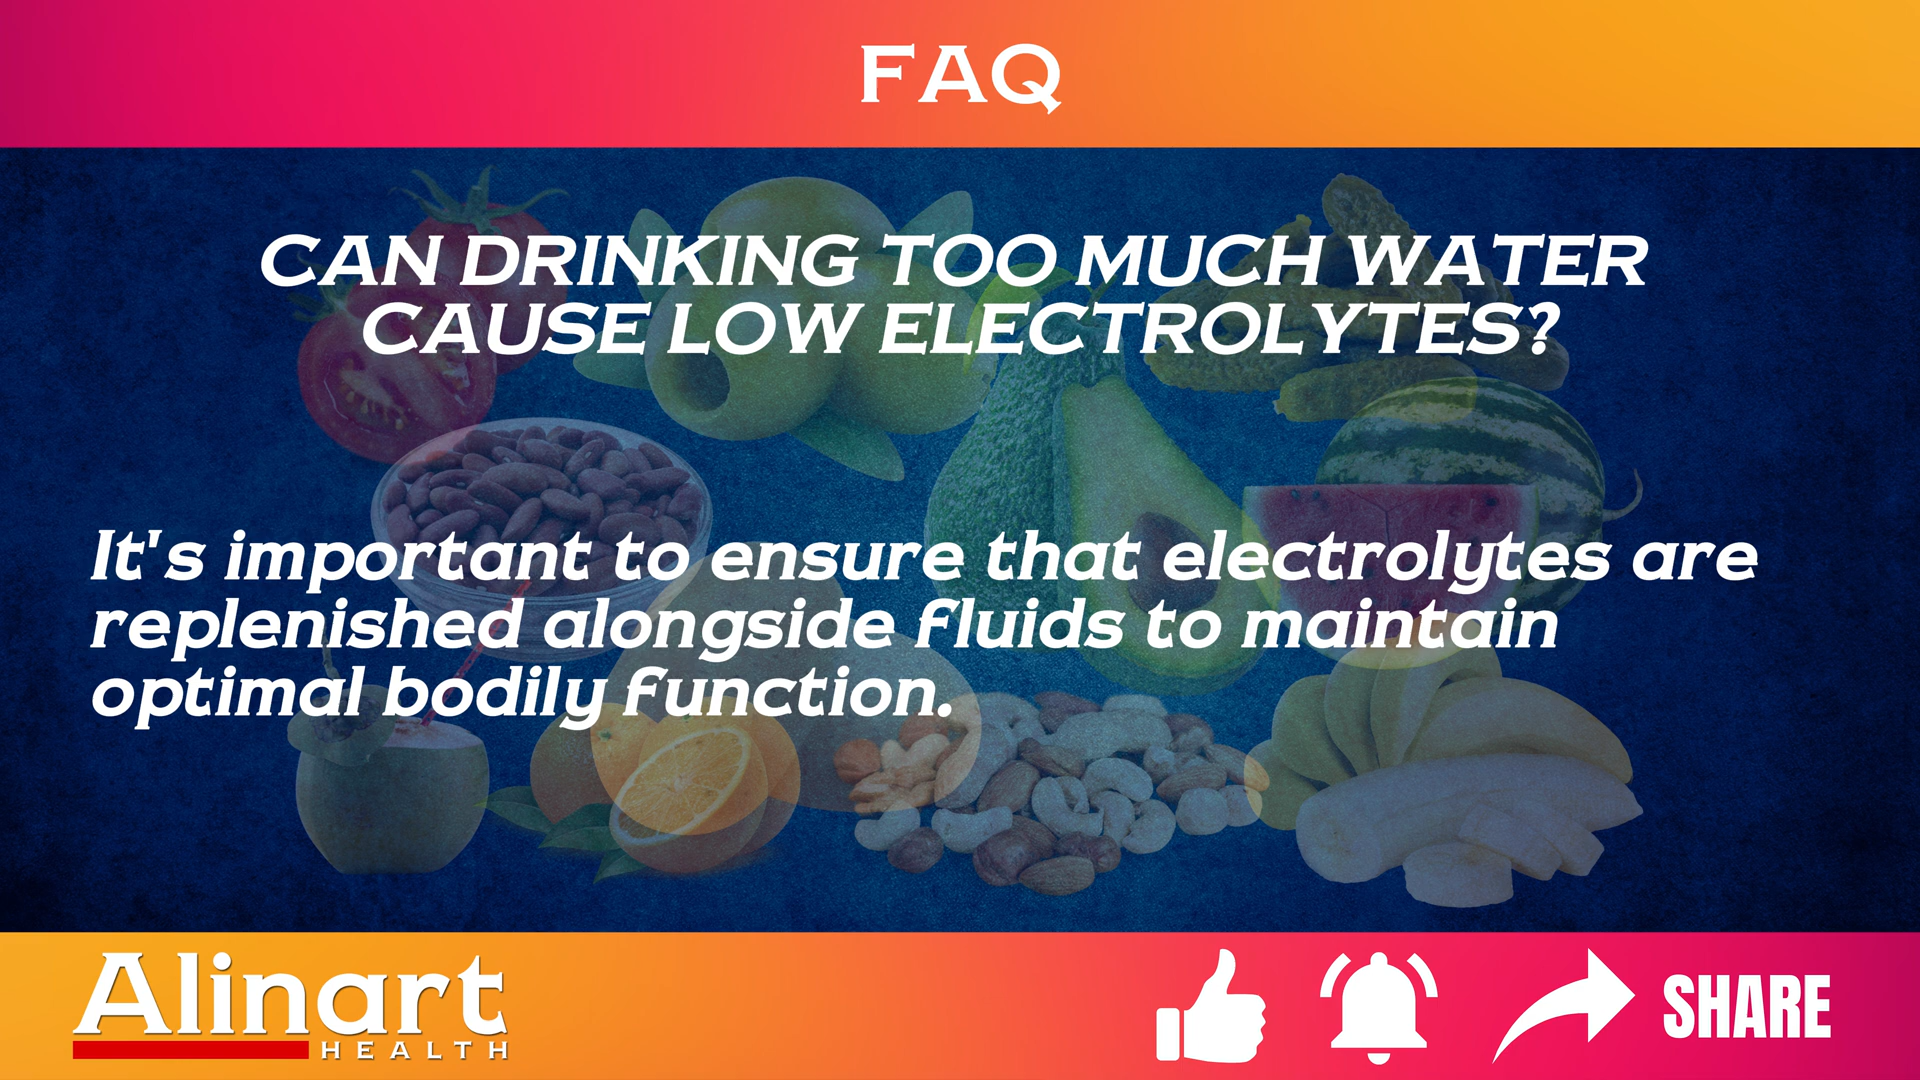 FAQ
CAN DRINKING TOO MUCH WATER
CAUSE LOW ELECTROLYTES?
It's important to ensure that electrolytes are
replenished alongside fluids to maintain
optimal bodily function.
Alinart
HEALTH
SHARE